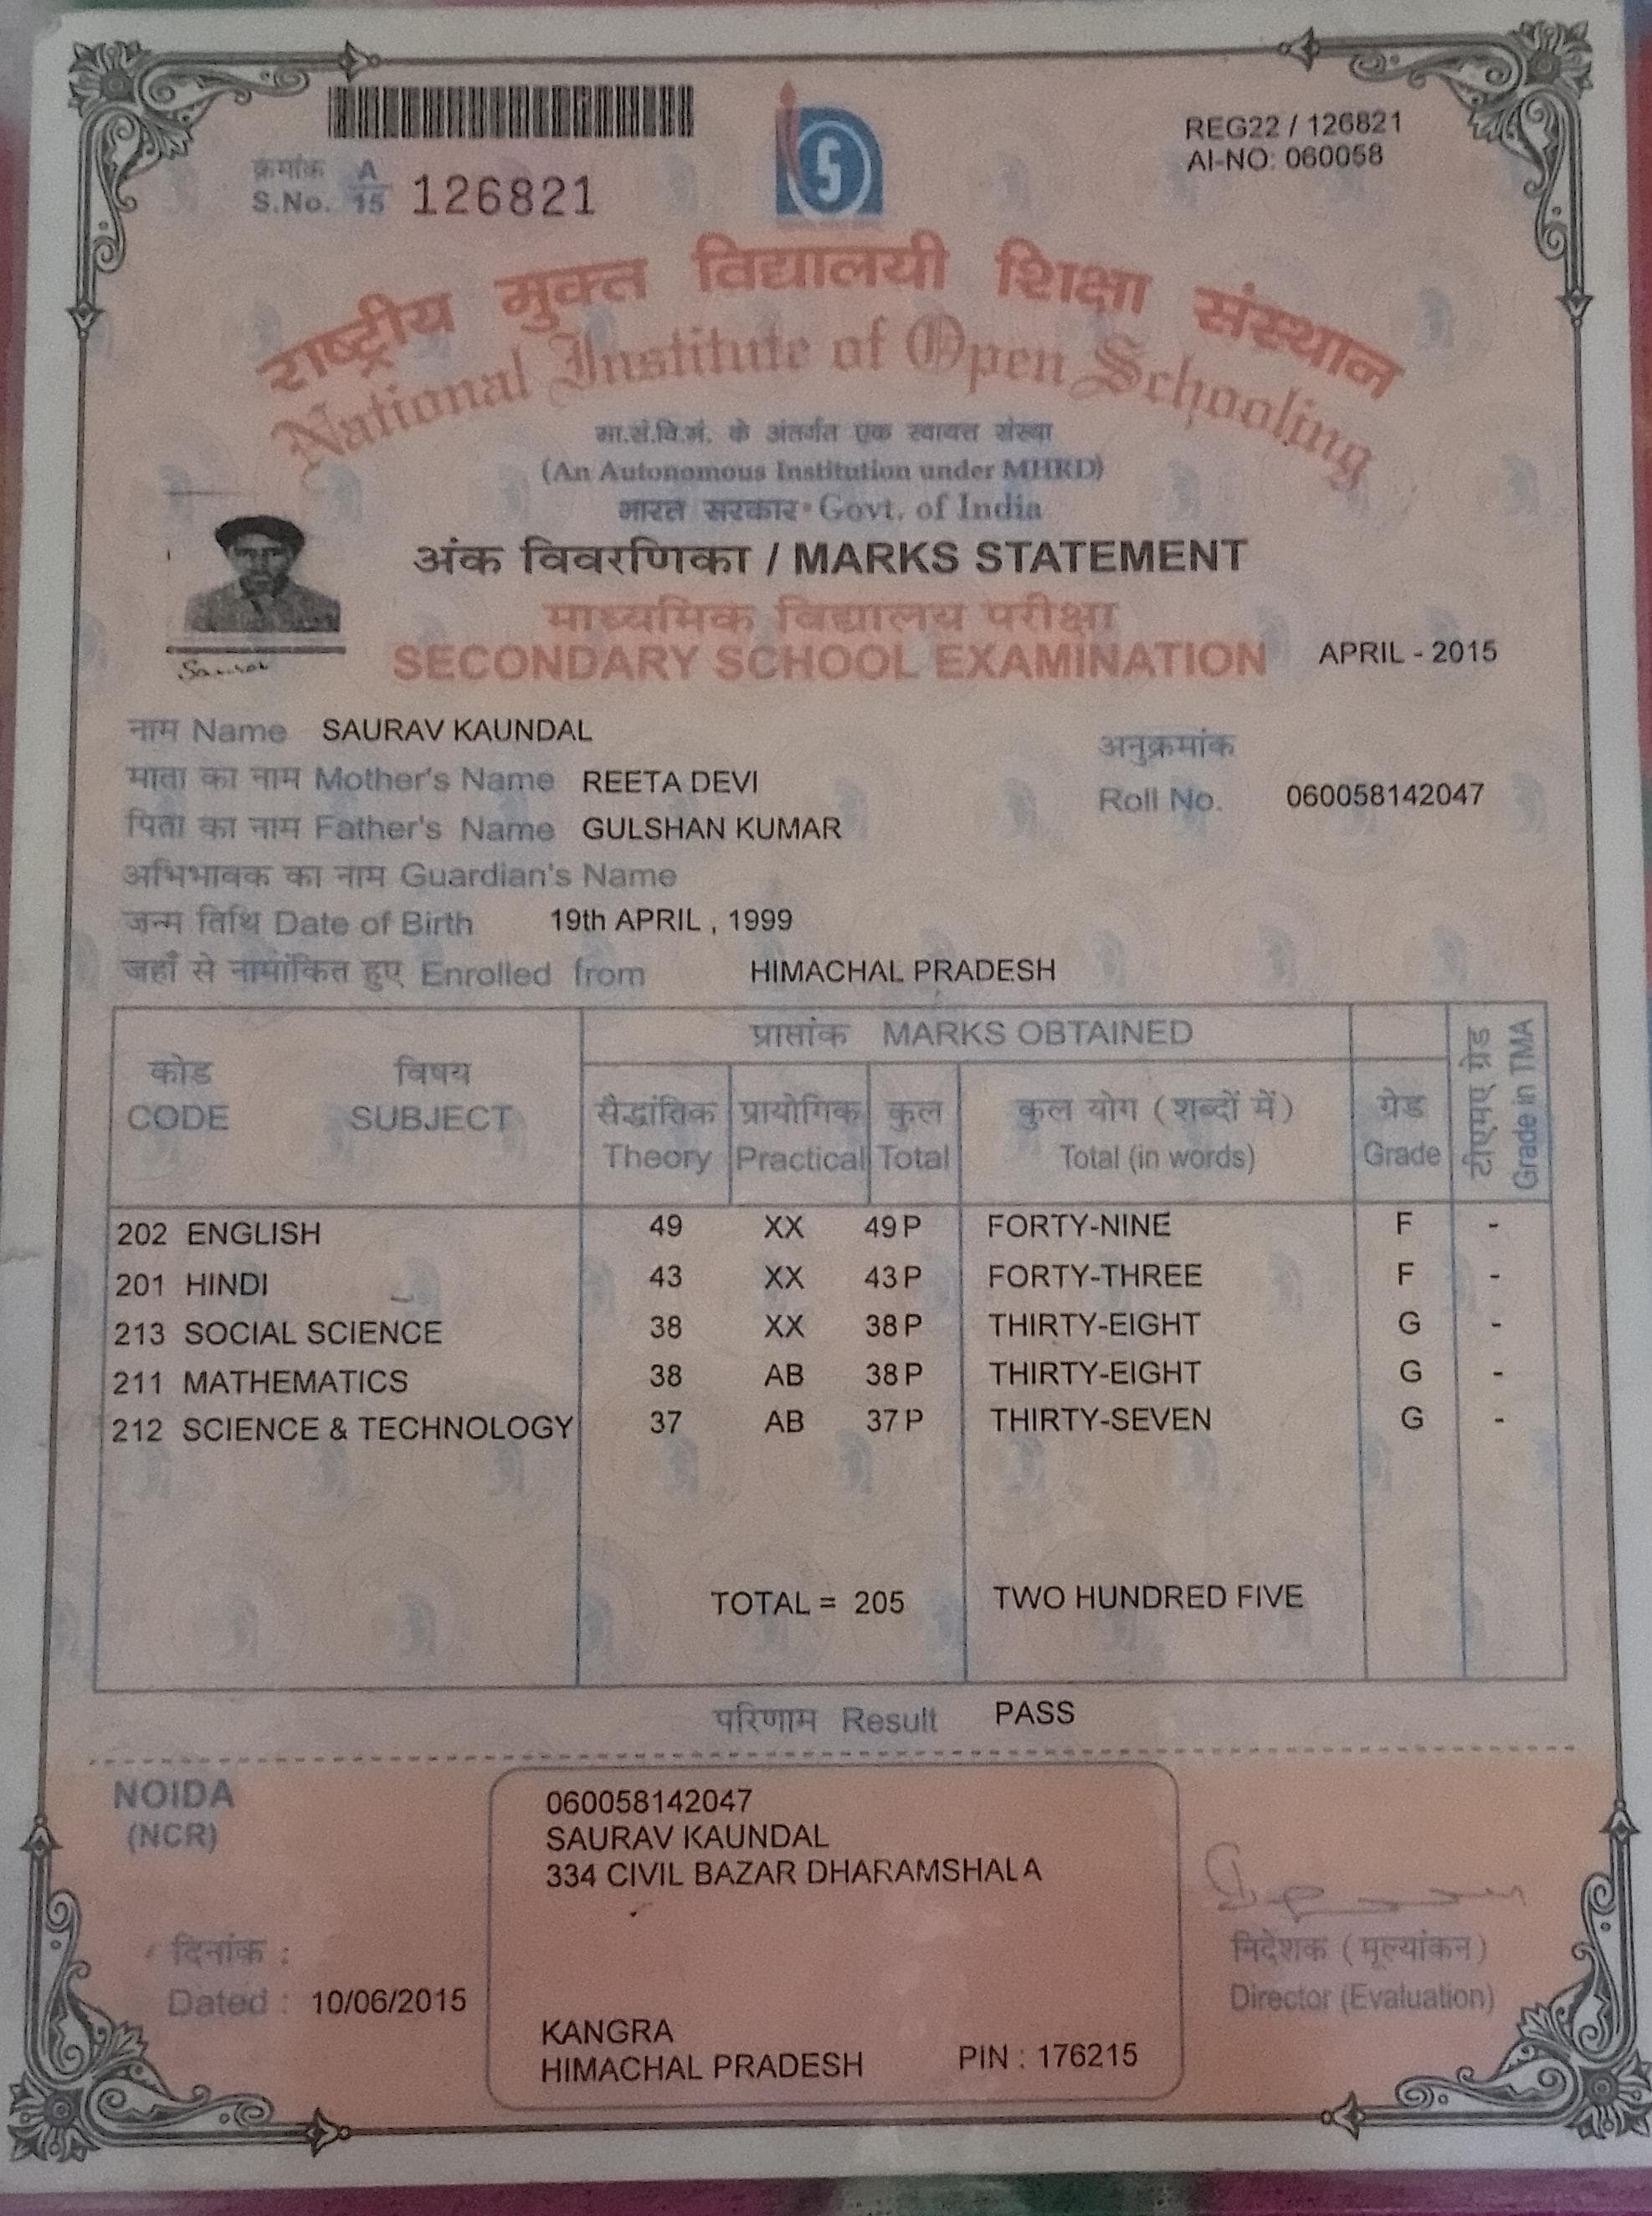 REG22 / 126821
AI-NO: 060058
क्रमांक A
S.No. 15 126821
राष्ट्रीय मुक्त विद्यालयी शिक्षा संस्थान
National Institute of Open Schooling
मा.सं.वि.मं. के अंतर्गत एक स्वायत्त संस्था
(An Autonomous Institution under MHRD)
भारत सरकार • Govt. of India
अंक विवरणिका / MARKS STATEMENT
माध्यमिक विद्यालय परीक्षा
SECONDARY SCHOOL EXAMINATION APRIL - 2015
Saurav
नाम Name SAURAV KAUNDAL
अनुक्रमांक
माता का नाम Mother's Name REETA DEVI
Roll No. 060058142047
पिता का नाम Father's Name GULSHAN KUMAR
अभिभावक का नाम Guardian's Name
जन्म तिथि Date of Birth 19th APRIL , 1999
जहाँ से नामांकित हुए Enrolled from HIMACHAL PRADESH
प्राप्तांक MARKS OBTAINED
कोड विषय सैद्धांतिक प्रायोगिक कुल कुल योग (शब्दों में) ग्रेड टीएमए ग्रेड
CODE SUBJECT Theory Practical Total Total (in words) Grade Grade in TMA
202 ENGLISH 49 XX 49 P FORTY-NINE F -
201 HINDI 43 XX 43 P FORTY-THREE F -
213 SOCIAL SCIENCE 38 XX 38 P THIRTY-EIGHT G -
211 MATHEMATICS 38 AB 38 P THIRTY-EIGHT G -
212 SCIENCE & TECHNOLOGY 37 AB 37 P THIRTY-SEVEN G -
TOTAL = 205 TWO HUNDRED FIVE
परिणाम Result PASS
NOIDA
(NCR)
060058142047
SAURAV KAUNDAL
334 CIVIL BAZAR DHARAMSHALA
दिनांक :
Dated : 10/06/2015
KANGRA
HIMACHAL PRADESH PIN : 176215
निदेशक (मूल्यांकन)
Director (Evaluation)